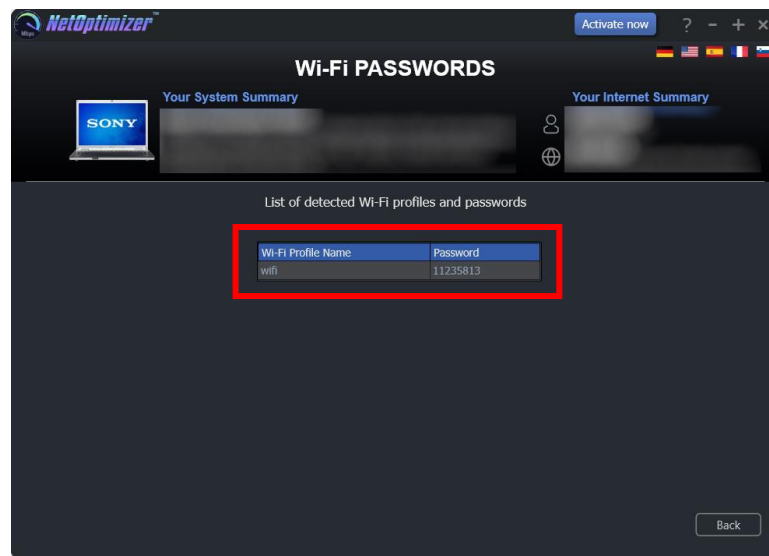 NetOptimizer™
Activate now
? - + ×
Wi-Fi PASSWORDS
Your System Summary
Your Internet Summary
SONY
List of detected Wi-Fi profiles and passwords
Wi-Fi Profile Name Password
wifi 11235813
Back